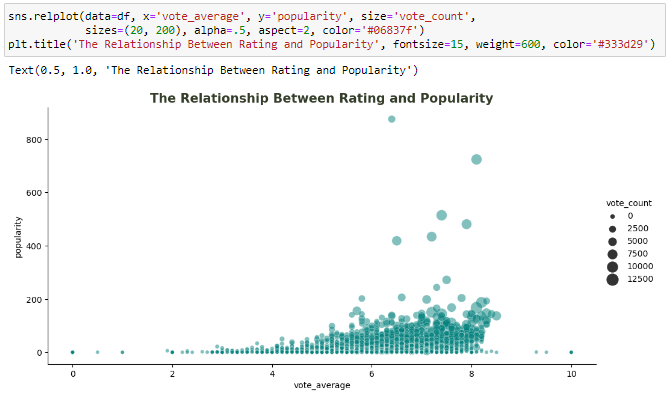 sns.relplot(data=df, x='vote_average', y='popularity', size='vote_count',
sizes=(20, 200), alpha=.5, aspect=2, color='#06837f')
plt.title('The Relationship Between Rating and Popularity', fontsize=15, weight=600, color='#333d29')
Text(0.5, 1.0, 'The Relationship Between Rating and Popularity')
The Relationship Between Rating and Popularity
800
600
400
200
0
popularity
0 2 4 6 8 10
vote_average
vote_count
0
2500
5000
7500
10000
12500